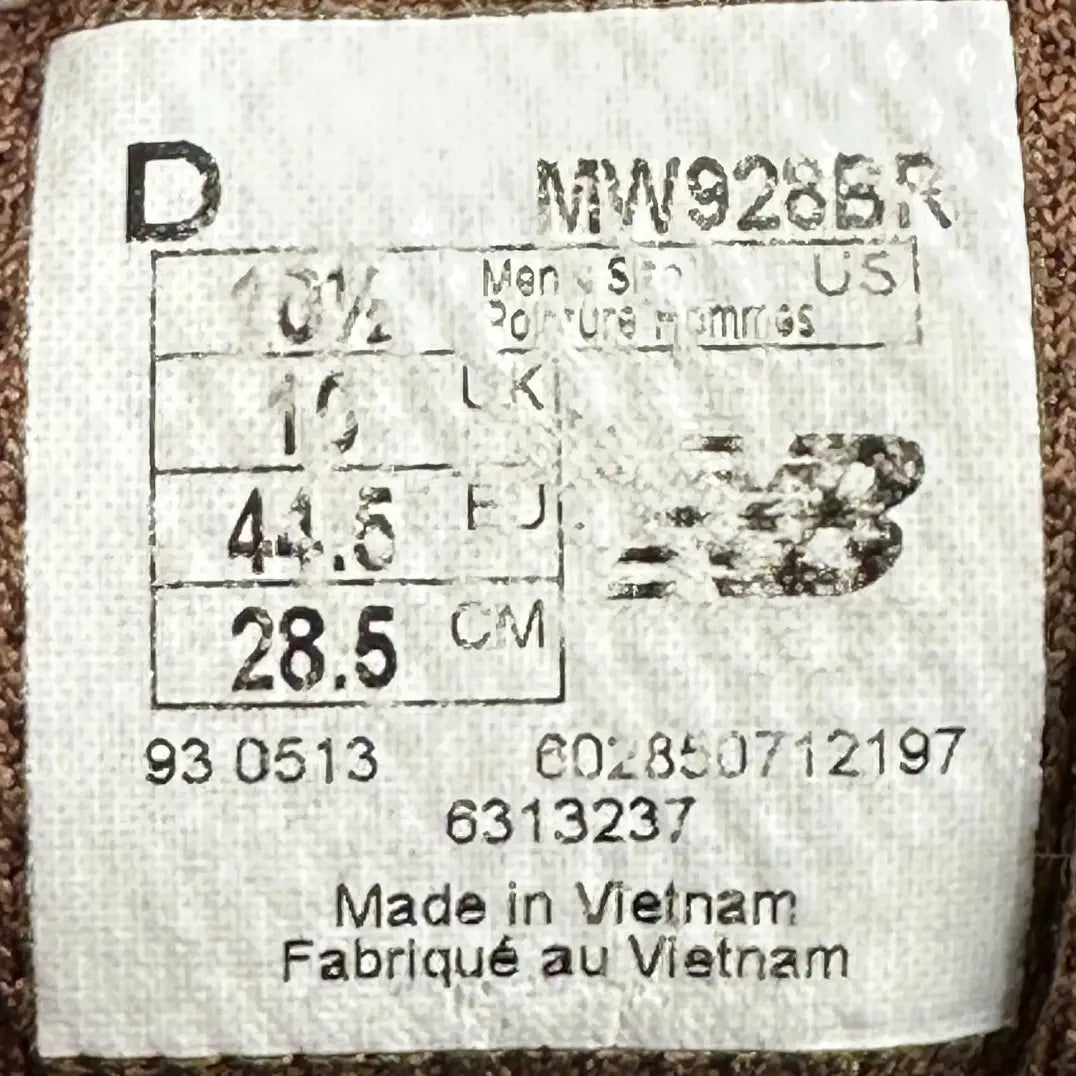 D MW928BR
10½ Men's Size US
Pointure Hommes
10 UK
44.5 EU
28.5 CM
93 0513 602850712197
6313237
Made in Vietnam
Fabriqué au Vietnam